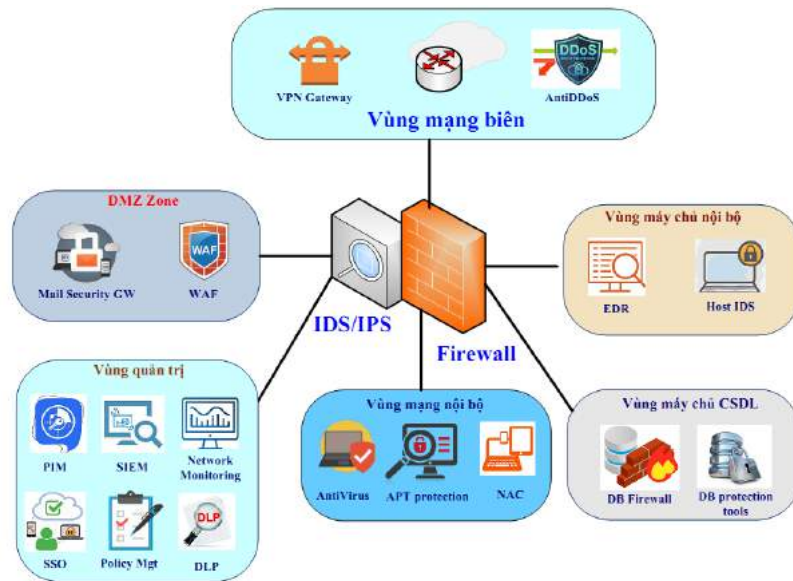 DDoS
VPN Gateway
AntiDDoS
Vùng mạng biên
DMZ Zone
WAF
Mail Security GW
WAF
IDS/IPS
Firewall
Vùng máy chủ nội bộ
EDR
Host IDS
Vùng quản trị
PIM
SIEM
Network
Monitoring
DLP
SSO
Policy Mgt
DLP
Vùng mạng nội bộ
AntiVirus
APT protection
NAC
Vùng máy chủ CSDL
DB Firewall
DB protection
tools